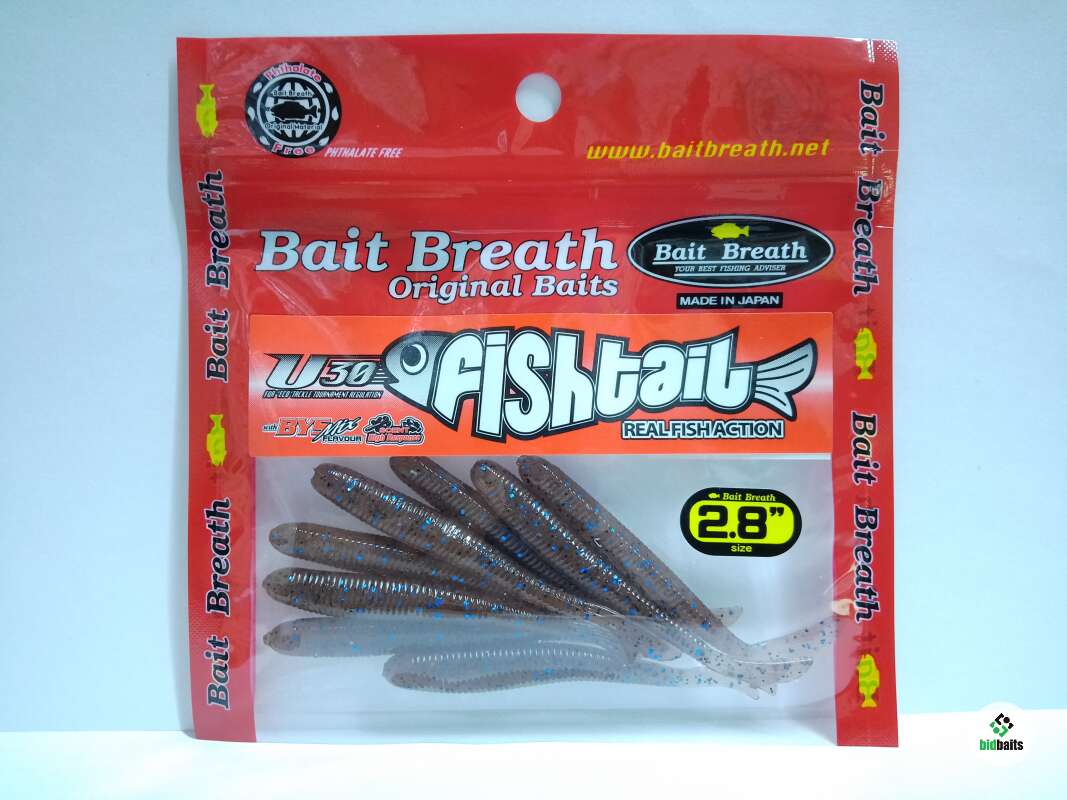 Phthalate
Bait Breath
Original Material
Free
PHTHALATE FREE
www.baitbreath.net
Bait Breath
Original Baits
Bait Breath
YOUR BEST FISHING ADVISER
MADE IN JAPAN
U30
FOR "ECO" TACKLE TOURNAMENT REGULATION
fishtail
REAL FISH ACTION
with BYS Mix
FLAVOUR
SCENT
Bait Breath
2.8"
size
Bait Breath
Bait Breath
Bait Breath
Bait Breath
Bait Breath
bidbaits